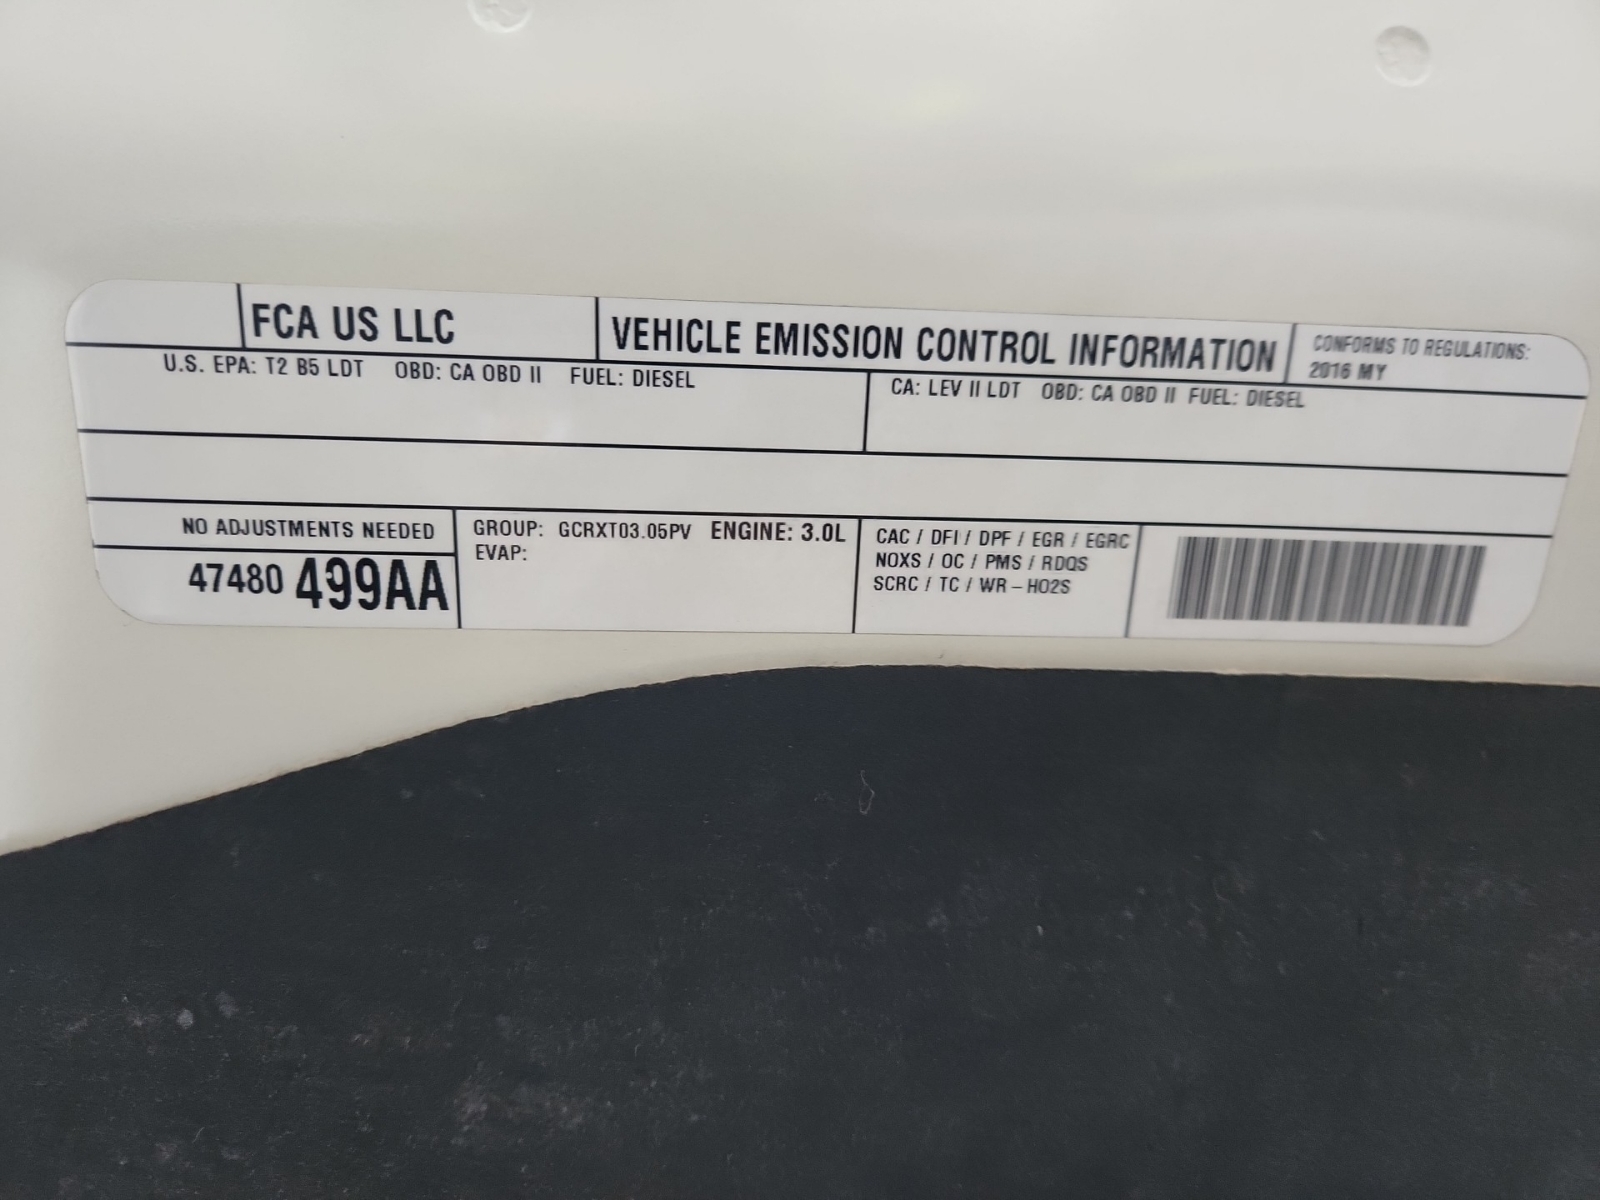 FCA US LLC
VEHICLE EMISSION CONTROL INFORMATION
CONFORMS TO REGULATIONS:
2016 MY
U.S. EPA: T2 B5 LDT OBD: CA OBD II FUEL: DIESEL
CA: LEV II LDT OBD: CA OBD II FUEL: DIESEL
NO ADJUSTMENTS NEEDED
47480 499AA
GROUP: GCRXT03.05PV ENGINE: 3.0L
EVAP:
CAC / DFI / DPF / EGR / EGRC
NOXS / OC / PMS / RDQS
SCRC / TC / WR – HO2S